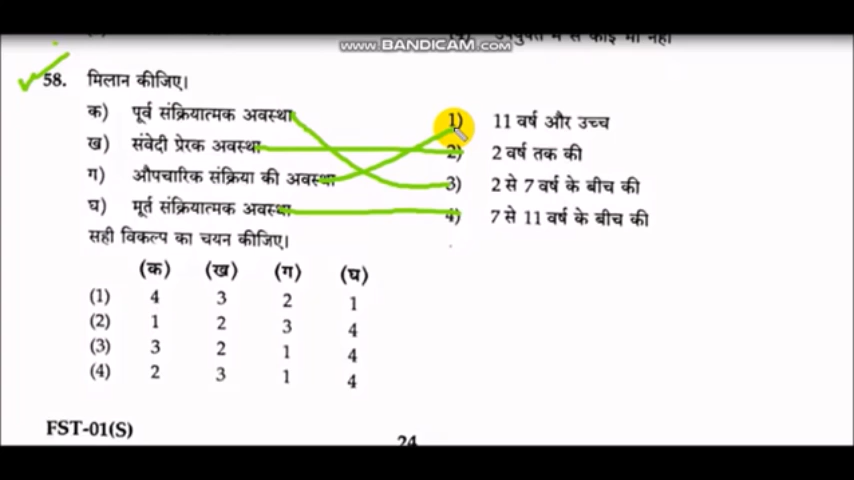 उपर्युक्त में से कोई भी नहीं
www.BANDICAM.com
58. मिलान कीजिए।
क) पूर्व संक्रियात्मक अवस्था 1) 11 वर्ष और उच्च
ख) संवेदी प्रेरक अवस्था 2) 2 वर्ष तक की
ग) औपचारिक संक्रिया की अवस्था 3) 2 से 7 वर्ष के बीच की
घ) मूर्त संक्रियात्मक अवस्था 4) 7 से 11 वर्ष के बीच की
सही विकल्प का चयन कीजिए।
(क) (ख) (ग) (घ)
(1) 4 3 2 1
(2) 1 2 3 4
(3) 3 2 1 4
(4) 2 3 1 4
FST-01(S)
24